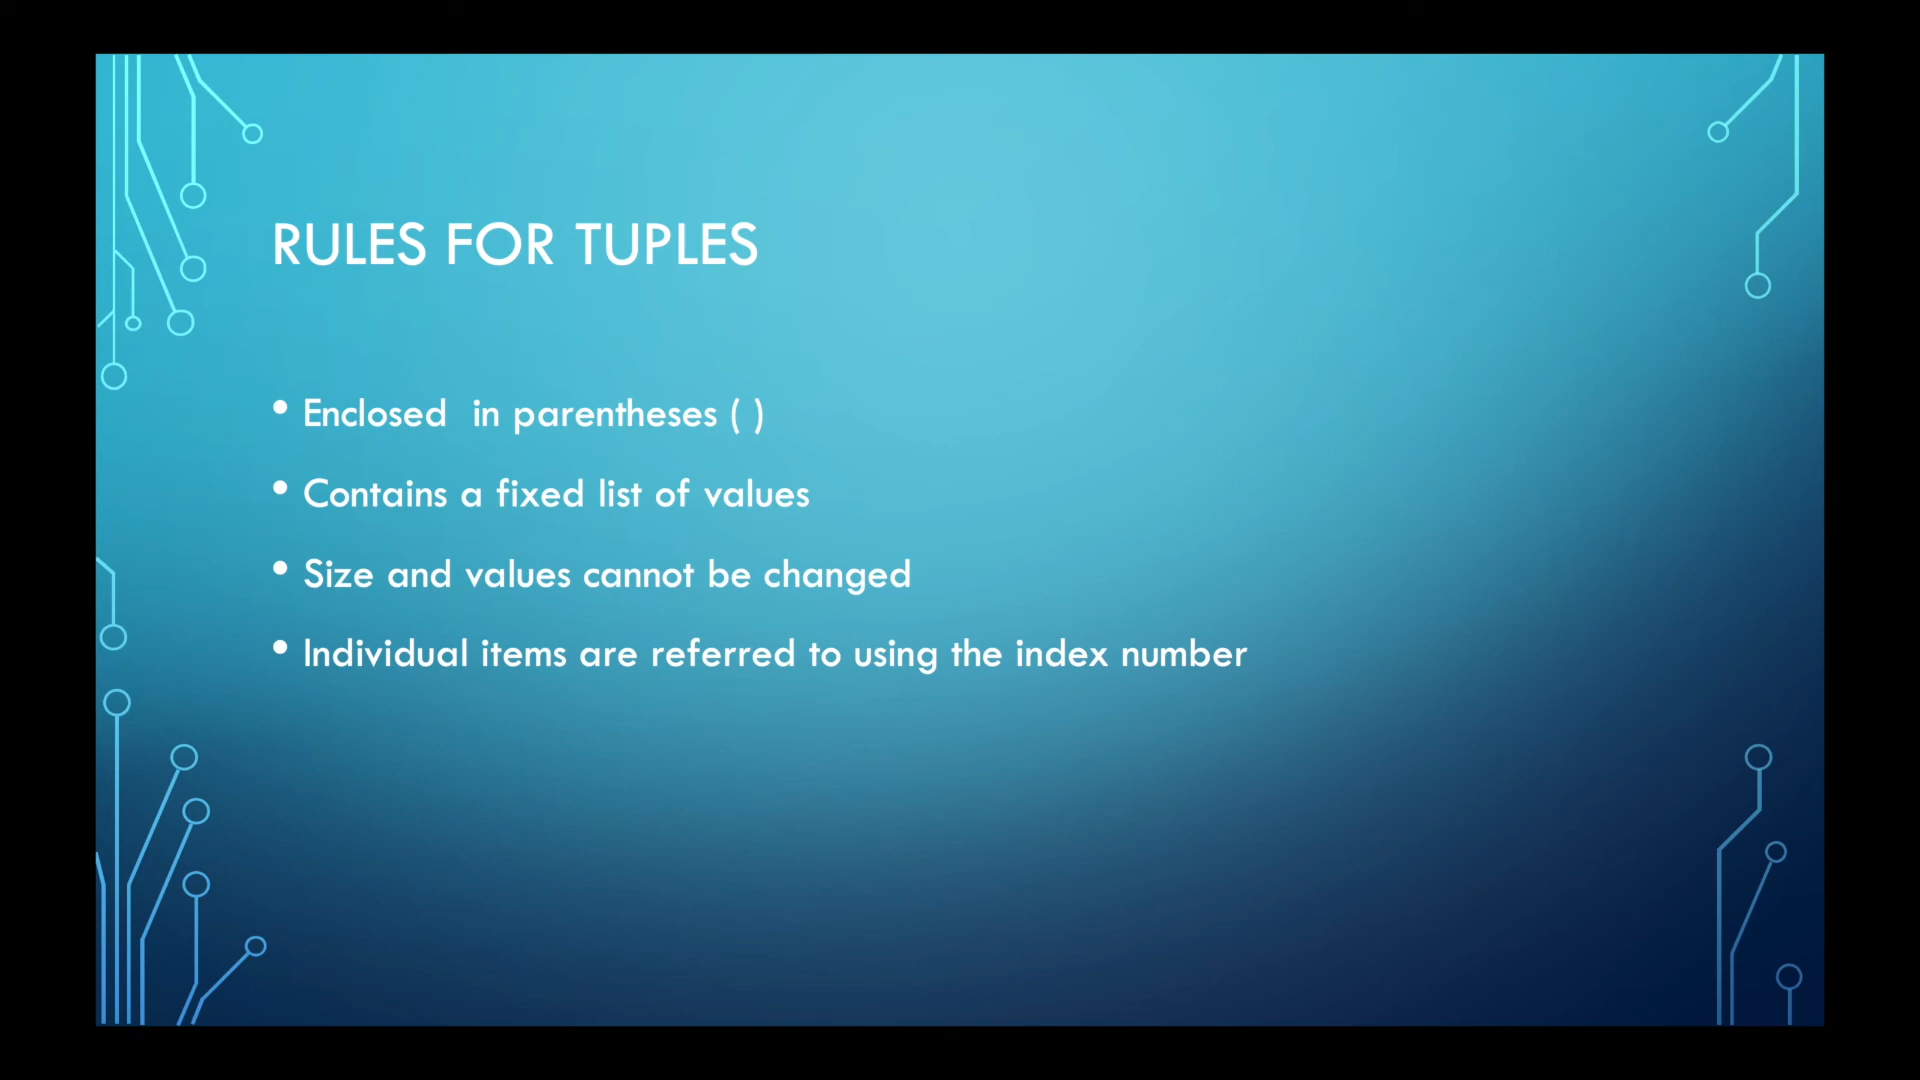 RULES FOR TUPLES
• Enclosed  in parentheses ( )
• Contains a fixed list of values
• Size and values cannot be changed
• Individual items are referred to using the index number